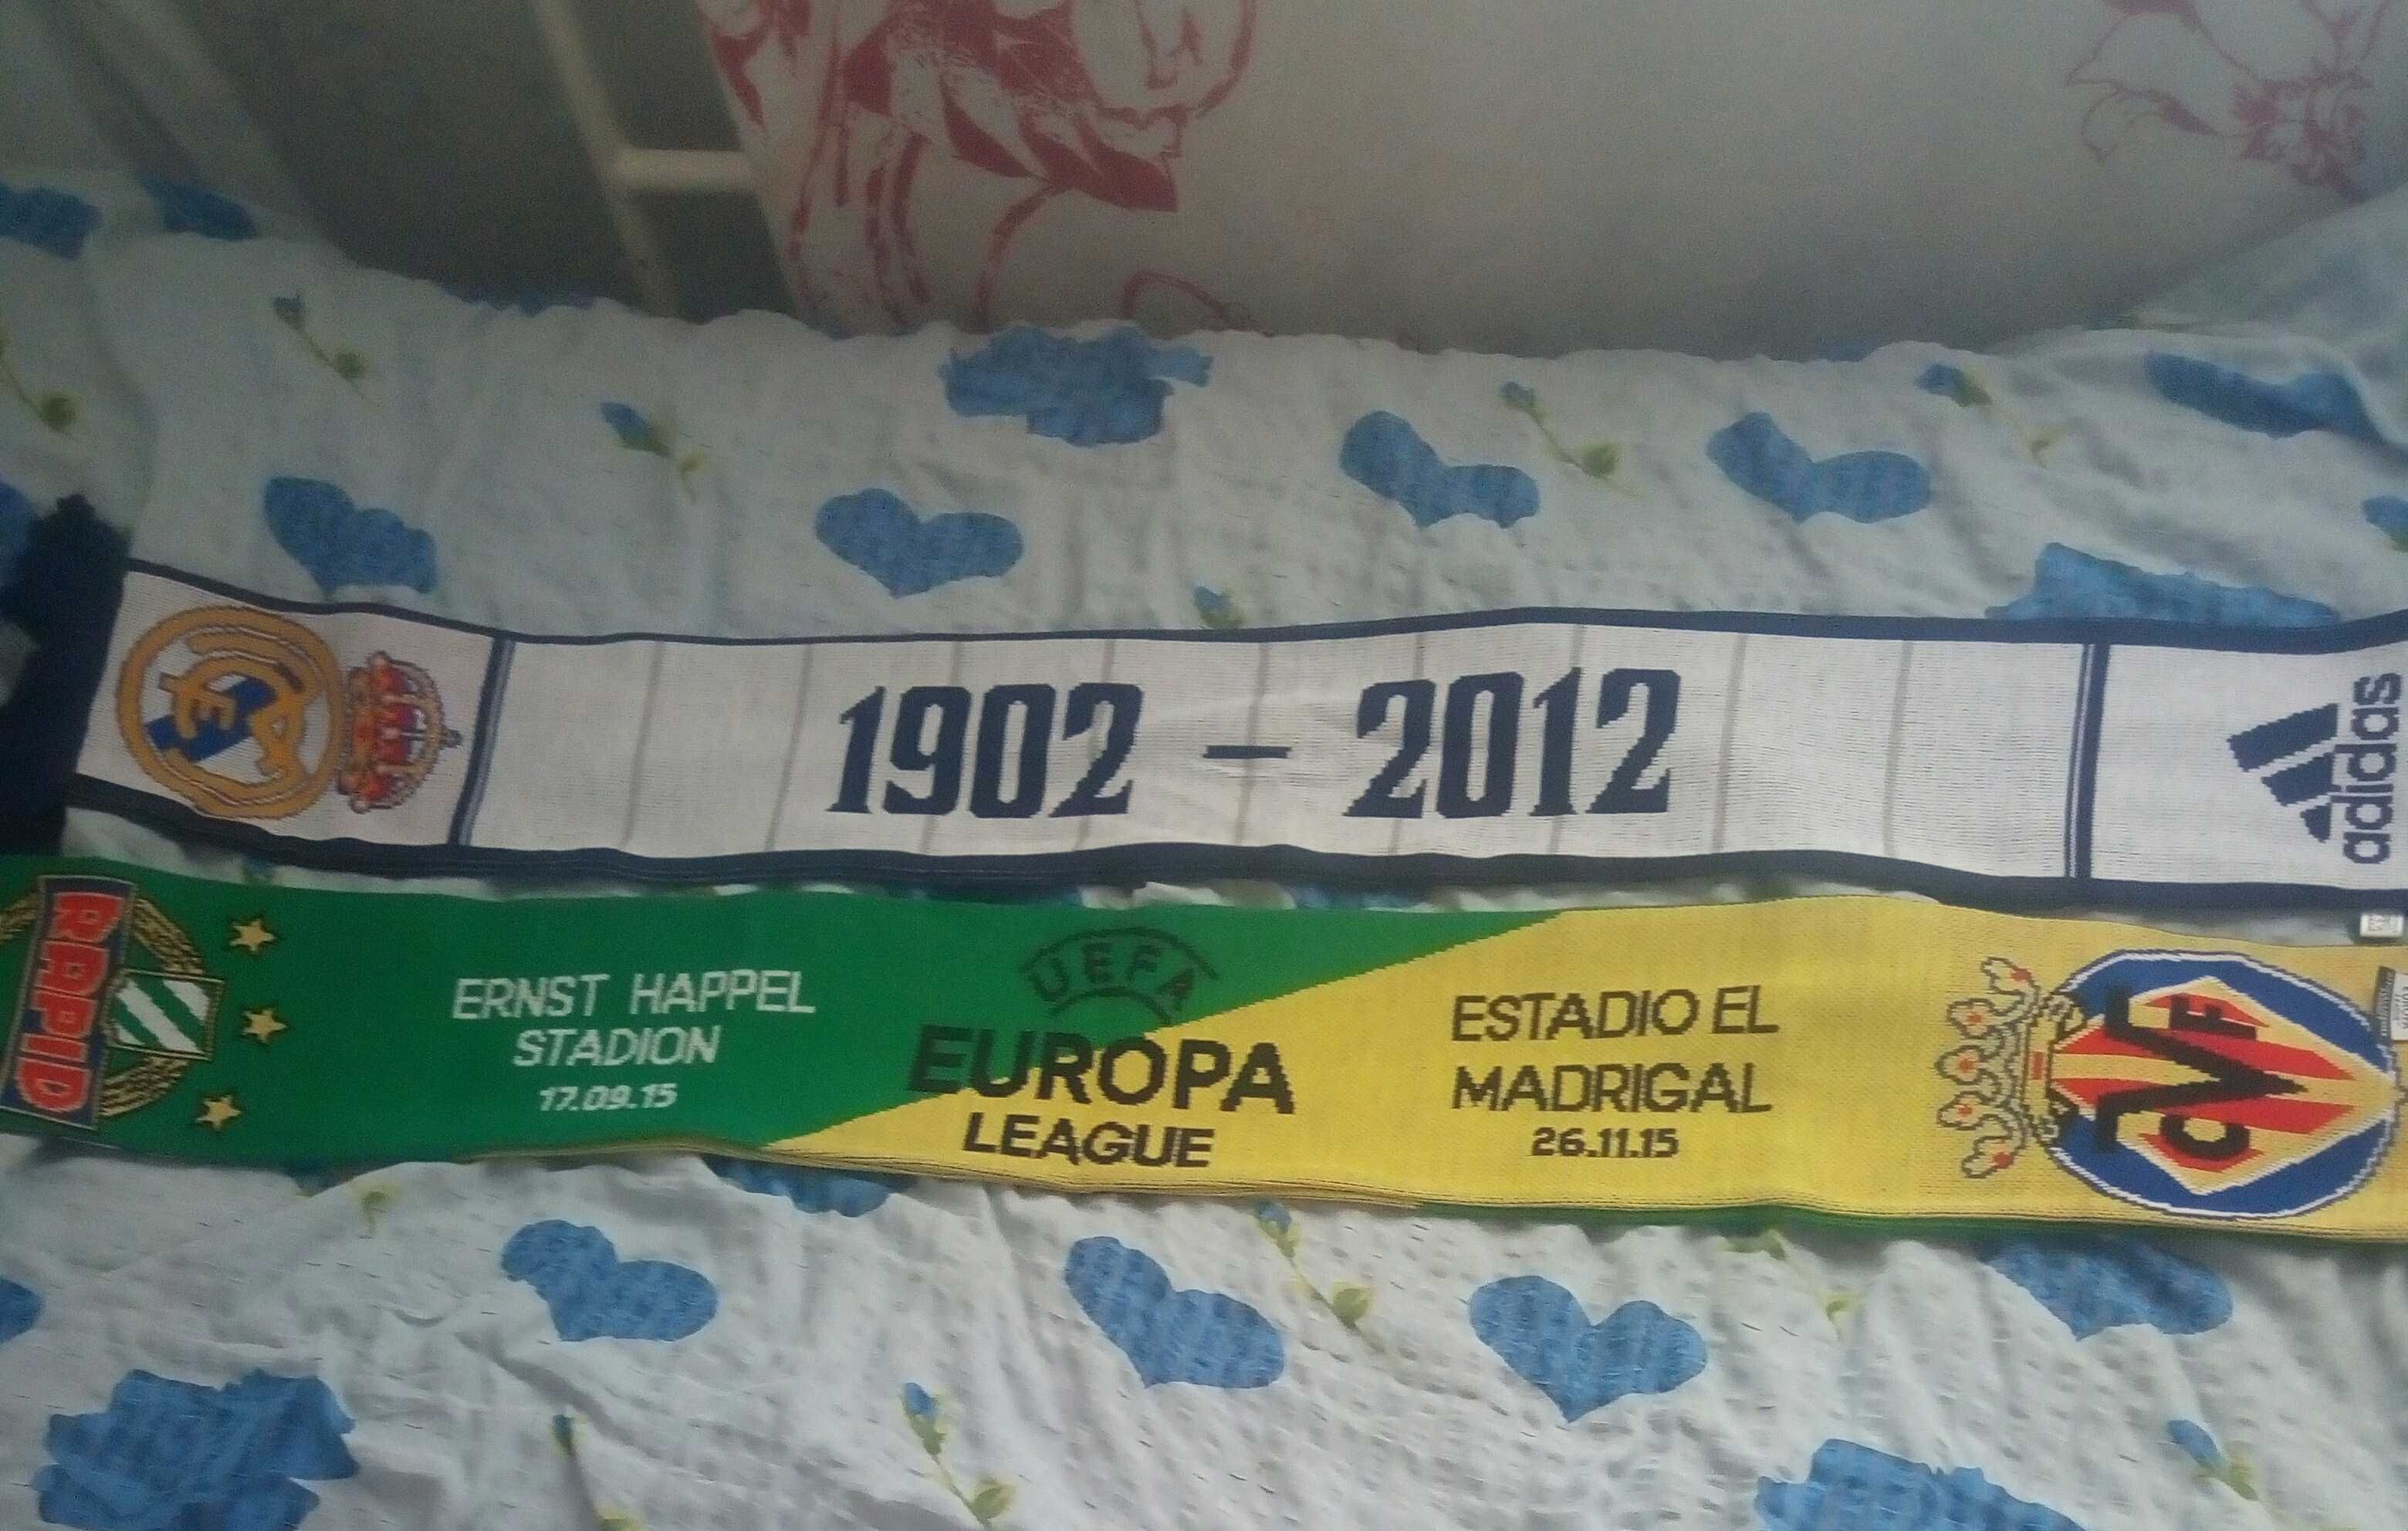 1902 - 2012
adidas
RAPID
ERNST HAPPEL
STADION
17.09.15
UEFA
EUROPA
LEAGUE
ESTADIO EL
MADRIGAL
26.11.15
CVF